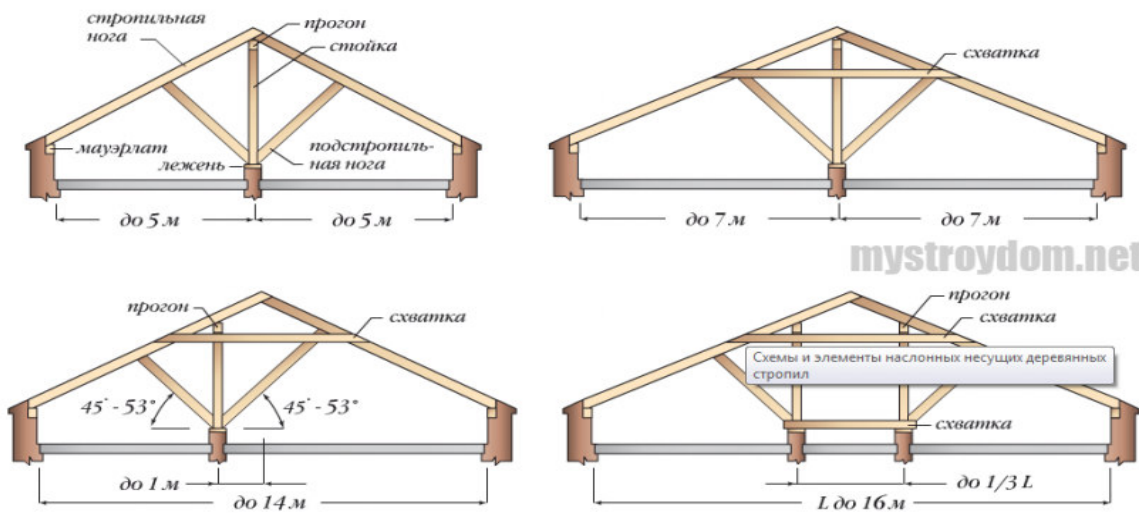 стропильная
нога
прогон
стойка
мауэрлат
лежень
подстропиль-
ная нога
до 5 м
до 5 м
схватка
до 7 м
до 7 м
mystroydom.net
прогон
схватка
45° - 53°
45° - 53°
до 1 м
до 14 м
прогон
схватка
Схемы и элементы наслонных несущих деревянных
стропил
схватка
до 1/3 L
L до 16 м